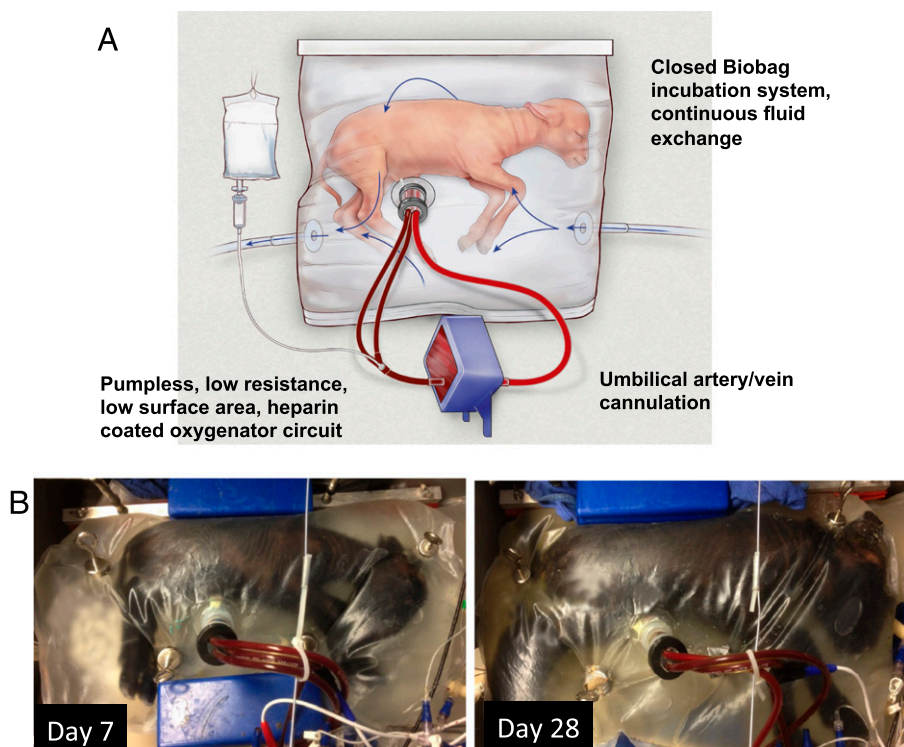 A
Closed Biobag
incubation system,
continuous fluid
exchange
Pumpless, low resistance,
low surface area, heparin
coated oxygenator circuit
Umbilical artery/vein
cannulation
B
Day 7
Day 28